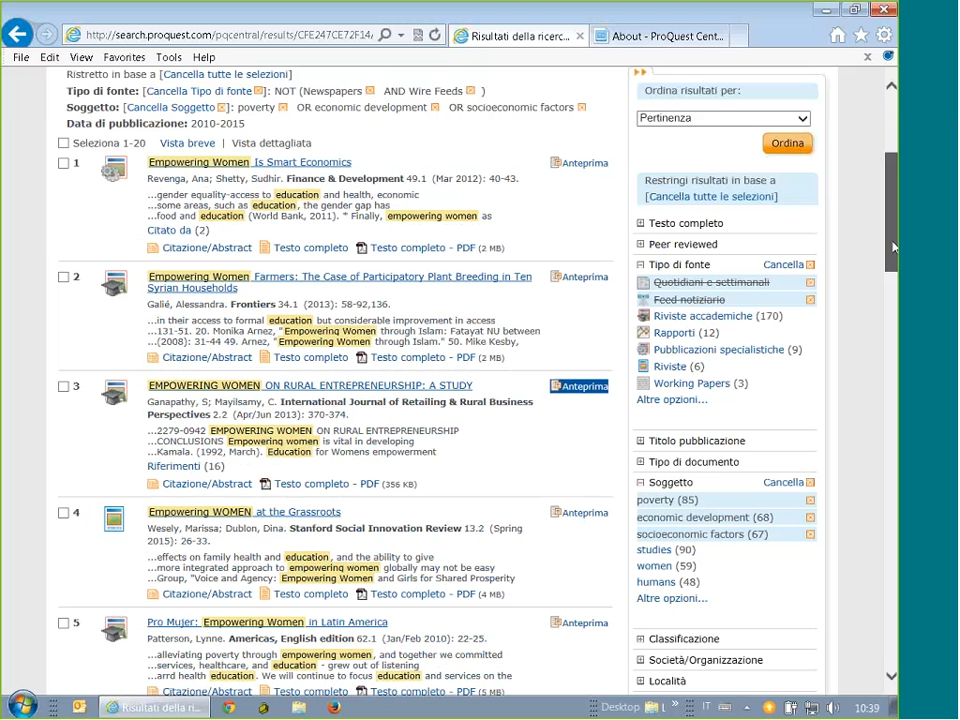 http://search.proquest.com/pqcentral/results/CFE247CE72F14
Risultati della ricerc...
About - ProQuest Cent...
File Edit View Favorites Tools Help
Ristretto in base a [Cancella tutte le selezioni]
Tipo di fonte: [Cancella Tipo di fonte]: NOT (Newspapers AND Wire Feeds )
Soggetto: [Cancella Soggetto]: poverty OR economic development OR socioeconomic factors
Data di pubblicazione: 2010-2015
Seleziona 1-20 Vista breve | Vista dettagliata
1 Empowering Women Is Smart Economics Anteprima
Revenga, Ana; Shetty, Sudhir. Finance & Development 49.1 (Mar 2012): 40-43.
...gender equality-access to education and health, economic
...some areas, such as education, the gender gap has
...food and education (World Bank, 2011). * Finally, empowering women as
Citato da (2)
Citazione/Abstract Testo completo Testo completo - PDF (2 MB)
2 Empowering Women Farmers: The Case of Participatory Plant Breeding in Ten Anteprima
Syrian Households
Galié, Alessandra. Frontiers 34.1 (2013): 58-92,136.
...in their access to formal education but considerable improvement in access
...131-51. 20. Monika Arnez, "Empowering Women through Islam: Fatayat NU between
...(2008): 31-44 49. Arnez, "Empowering Women through Islam." 50. Mike Kesby,
Citazione/Abstract Testo completo Testo completo - PDF (2 MB)
3 EMPOWERING WOMEN ON RURAL ENTREPRENEURSHIP: A STUDY Anteprima
Ganapathy, S; Mayilsamy, C. International Journal of Retailing & Rural Business
Perspectives 2.2 (Apr/Jun 2013): 370-374.
...2279-0942 EMPOWERING WOMEN ON RURAL ENTREPRENEURSHIP
...CONCLUSIONS Empowering women is vital in developing
...Kamala. (1992, March). Education for Womens empowerment
Riferimenti (16)
Citazione/Abstract Testo completo - PDF (356 KB)
4 Empowering WOMEN at the Grassroots Anteprima
Wesely, Marissa; Dublon, Dina. Stanford Social Innovation Review 13.2 (Spring
2015): 26-33.
...effects on family health and education, and the ability to give
...more integrated approach to empowering women globally may not be easy
...Group, "Voice and Agency: Empowering Women and Girls for Shared Prosperity
Citazione/Abstract Testo completo Testo completo - PDF (4 MB)
5 Pro Mujer: Empowering Women in Latin America Anteprima
Patterson, Lynne. Americas, English edition 62.1 (Jan/Feb 2010): 22-25.
...alleviating poverty through empowering women, and together we committed
...services, healthcare, and education - grew out of listening
...arrd health education. We will continue to focus education and services on the
Citazione/Abstract Testo completo Testo completo - PDF (2 MB)
Ordina risultati per:
Pertinenza
Ordina
Restringi risultati in base a
[Cancella tutte le selezioni]
Testo completo
Peer reviewed
Tipo di fonte Cancella
Quotidiani e settimanali
Feed notiziario
Riviste accademiche (170)
Rapporti (12)
Pubblicazioni specialistiche (9)
Riviste (6)
Working Papers (3)
Altre opzioni...
Titolo pubblicazione
Tipo di documento
Soggetto Cancella
poverty (85)
economic development (68)
socioeconomic factors (67)
studies (90)
women (59)
humans (48)
Altre opzioni...
Classificazione
Società/Organizzazione
Località
Risultati della ri...
Desktop
IT
10:39